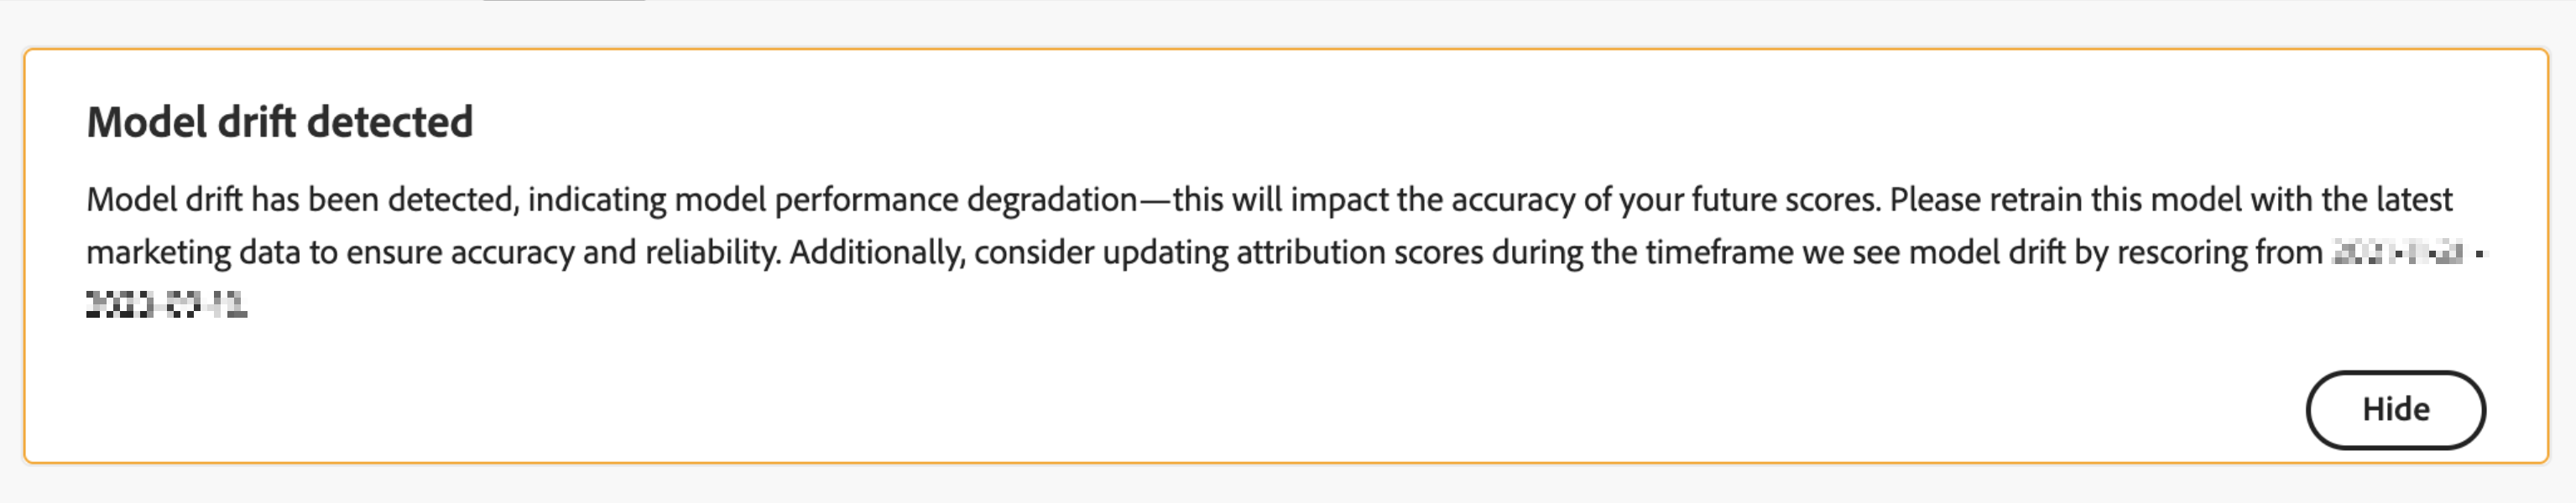 Model drift detected
Model drift has been detected, indicating model performance degradation—this will impact the accuracy of your future scores. Please retrain this model with the latest
marketing data to ensure accuracy and reliability. Additionally, consider updating attribution scores during the timeframe we see model drift by rescoring from
Hide